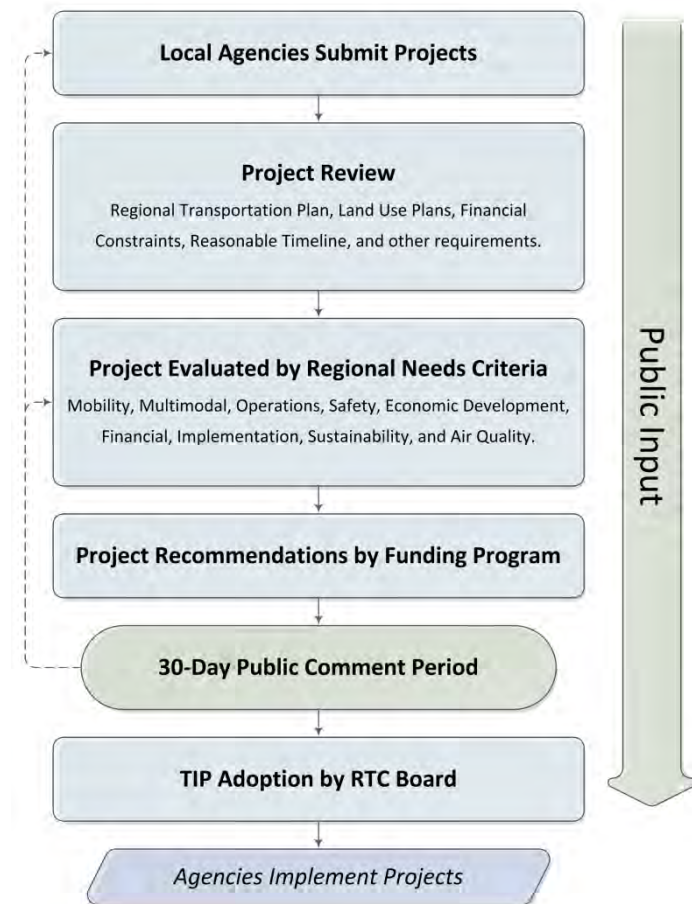 Local Agencies Submit Projects
Project Review
Regional Transportation Plan, Land Use Plans, Financial
Constraints, Reasonable Timeline, and other requirements.
Project Evaluated by Regional Needs Criteria
Mobility, Multimodal, Operations, Safety, Economic Development,
Financial, Implementation, Sustainability, and Air Quality.
Project Recommendations by Funding Program
30-Day Public Comment Period
TIP Adoption by RTC Board
Agencies Implement Projects
Public Input